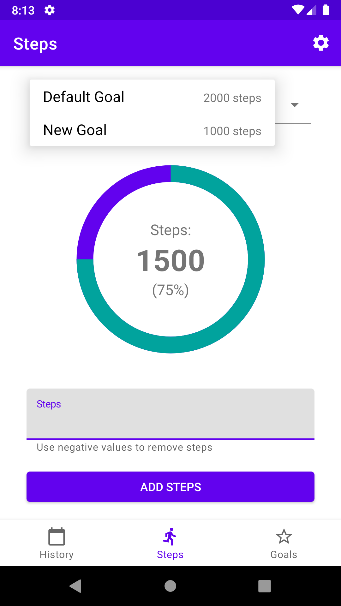 8:13
Steps
Default Goal 2000 steps
New Goal 1000 steps
Steps:
1500
(75%)
Steps
Use negative values to remove steps
ADD STEPS
History Steps Goals